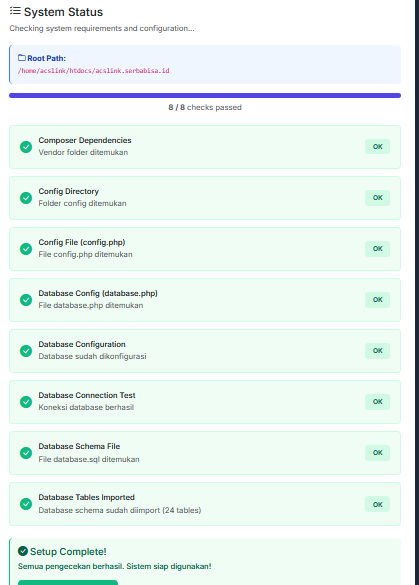 System Status
Checking system requirements and configuration...
Root Path:
/home/acslink/htdocs/acslink.serbabisa.id
8 / 8 checks passed
Composer Dependencies
Vendor folder ditemukan
OK
Config Directory
Folder config ditemukan
OK
Config File (config.php)
File config.php ditemukan
OK
Database Config (database.php)
File database.php ditemukan
OK
Database Configuration
Database sudah dikonfigurasi
OK
Database Connection Test
Koneksi database berhasil
OK
Database Schema File
File database.sql ditemukan
OK
Database Tables Imported
Database schema sudah diimport (24 tables)
OK
Setup Complete!
Semua pengecekan berhasil. Sistem siap digunakan!